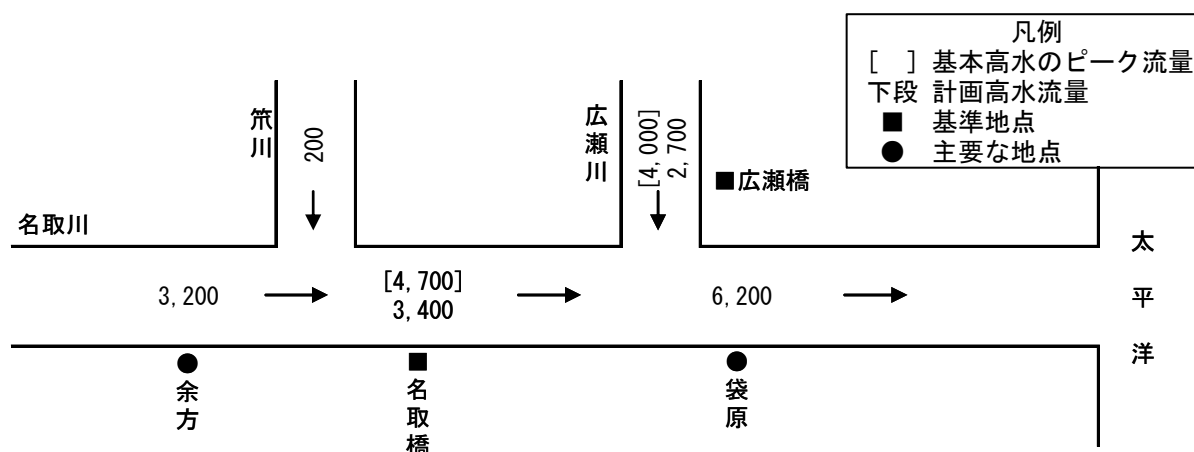 凡例
[ ] 基本高水のピーク流量
下段 計画高水流量
■ 基準地点
● 主要な地点
笊川
200
広瀬川
[4,000]
2,700
■広瀬橋
名取川
太平洋
3,200
[4,700]
3,400
6,200
余方
名取橋
袋原